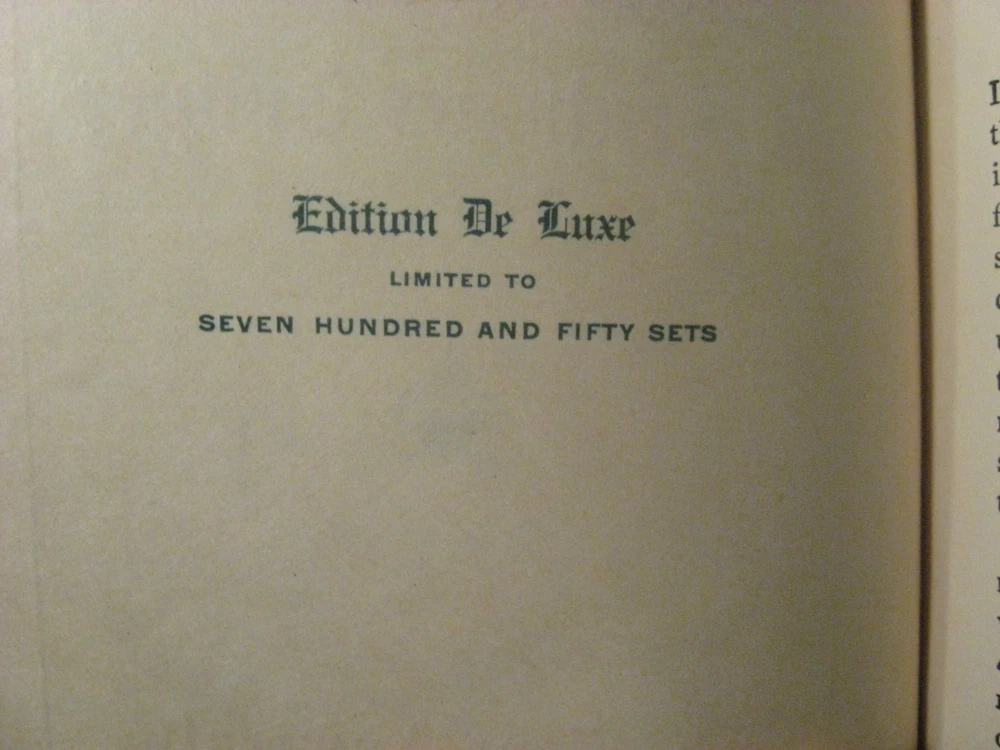 Edition De Luxe
LIMITED TO
SEVEN HUNDRED AND FIFTY SETS